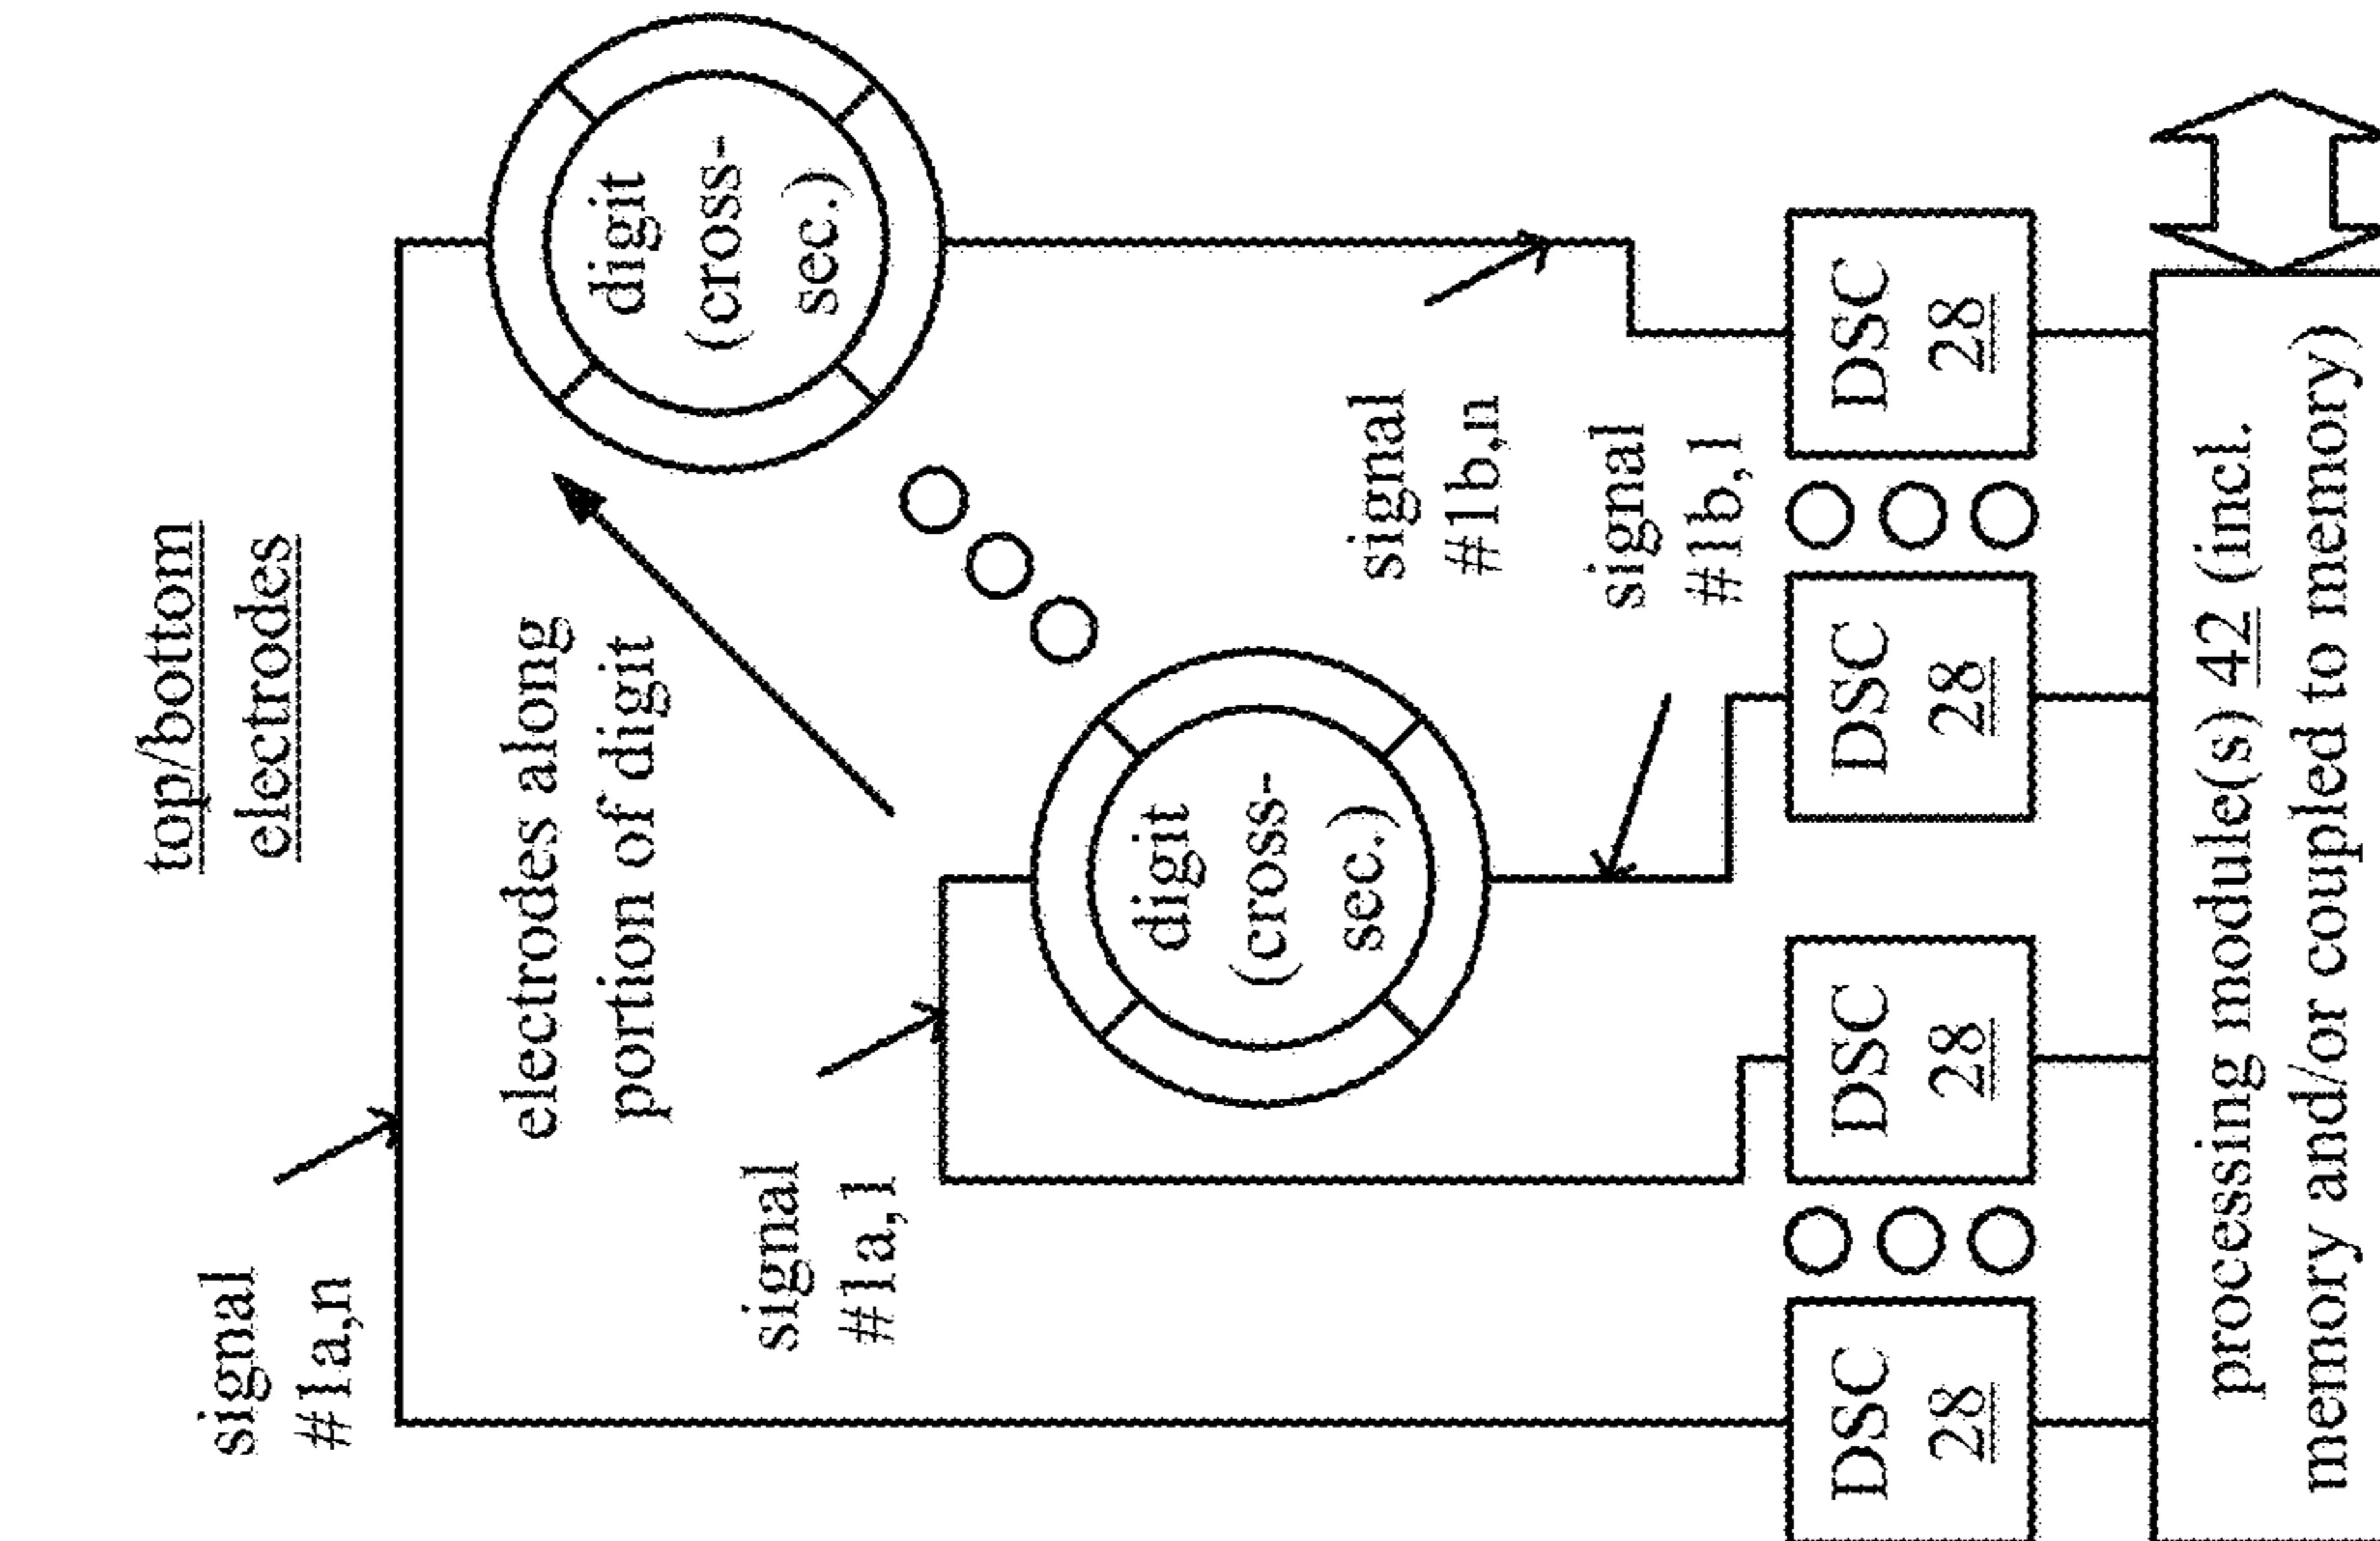 top/bottom
electrodes
signal
#1a,n
electrodes along
portion of digit
digit
(cross-
sec.)
signal
#1a,1
digit
(cross-
sec.)
signal
#1b,n
signal
#1b,1
DSC
28
DSC
28
DSC
28
DSC
28
processing module(s) 42 (incl.
memory and/or coupled to memory)